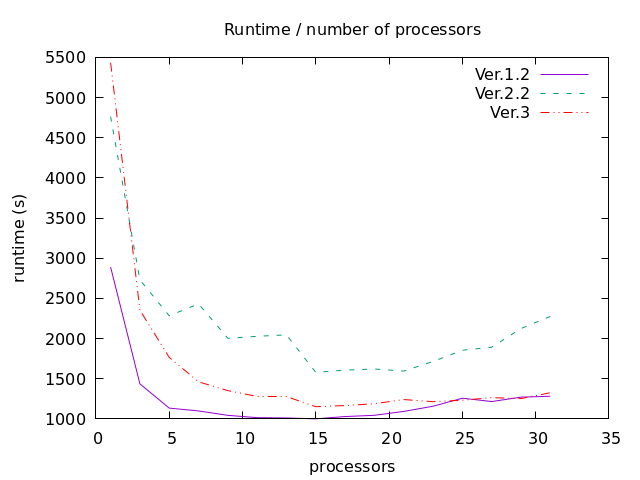 Runtime / number of processors
Ver.1.2
Ver.2.2
Ver.3
5500
5000
4500
4000
3500
3000
2500
2000
1500
1000
runtime (s)
0 5 10 15 20 25 30 35
processors